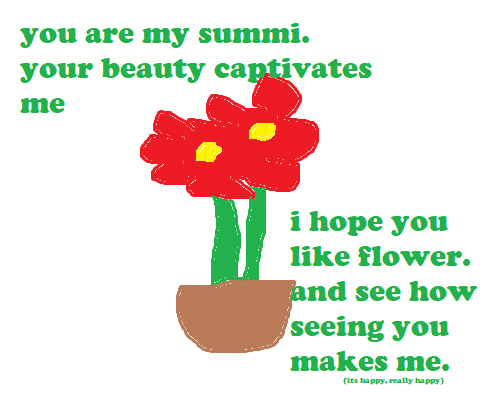 you are my summi.
your beauty captivates
me
i hope you
like flower.
and see how
seeing you
makes me.
(its happy, really happy)